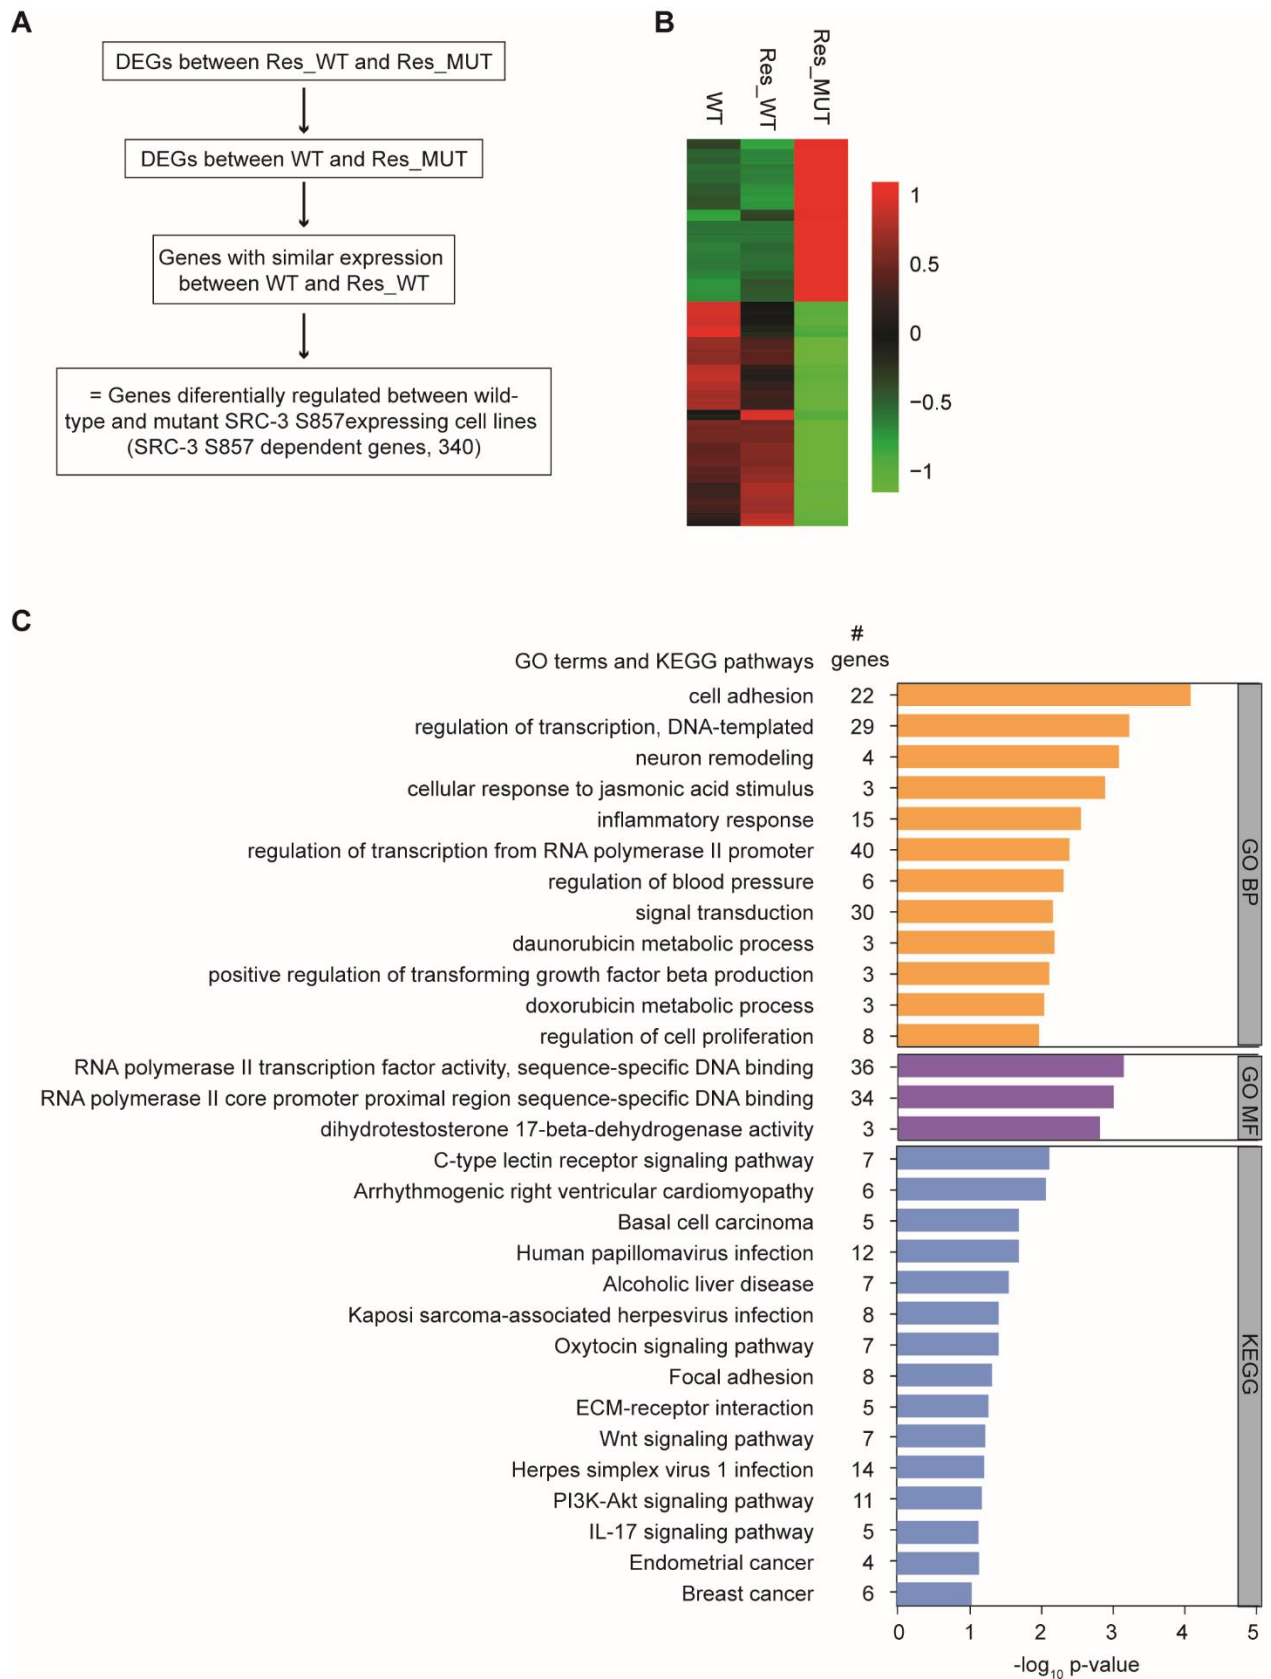 A
DEGs between Res_WT and Res_MUT
DEGs between WT and Res_MUT
Genes with similar expression
between WT and Res_WT
= Genes diferentially regulated between wild-
type and mutant SRC-3 S857expressing cell lines
(SRC-3 S857 dependent genes, 340)
B
WT
Res_WT
Res_MUT
1
0.5
0
−0.5
−1
C
GO terms and KEGG pathways
#
genes
cell adhesion 22
regulation of transcription, DNA-templated 29
neuron remodeling 4
cellular response to jasmonic acid stimulus 3
inflammatory response 15
regulation of transcription from RNA polymerase II promoter 40
regulation of blood pressure 6
signal transduction 30
daunorubicin metabolic process 3
positive regulation of transforming growth factor beta production 3
doxorubicin metabolic process 3
regulation of cell proliferation 8
GO BP
RNA polymerase II transcription factor activity, sequence-specific DNA binding 36
RNA polymerase II core promoter proximal region sequence-specific DNA binding 34
dihydrotestosterone 17-beta-dehydrogenase activity 3
GO MF
C-type lectin receptor signaling pathway 7
Arrhythmogenic right ventricular cardiomyopathy 6
Basal cell carcinoma 5
Human papillomavirus infection 12
Alcoholic liver disease 7
Kaposi sarcoma-associated herpesvirus infection 8
Oxytocin signaling pathway 7
Focal adhesion 8
ECM-receptor interaction 5
Wnt signaling pathway 7
Herpes simplex virus 1 infection 14
PI3K-Akt signaling pathway 11
IL-17 signaling pathway 5
Endometrial cancer 4
Breast cancer 6
KEGG
0 1 2 3 4 5
-log10 p-value